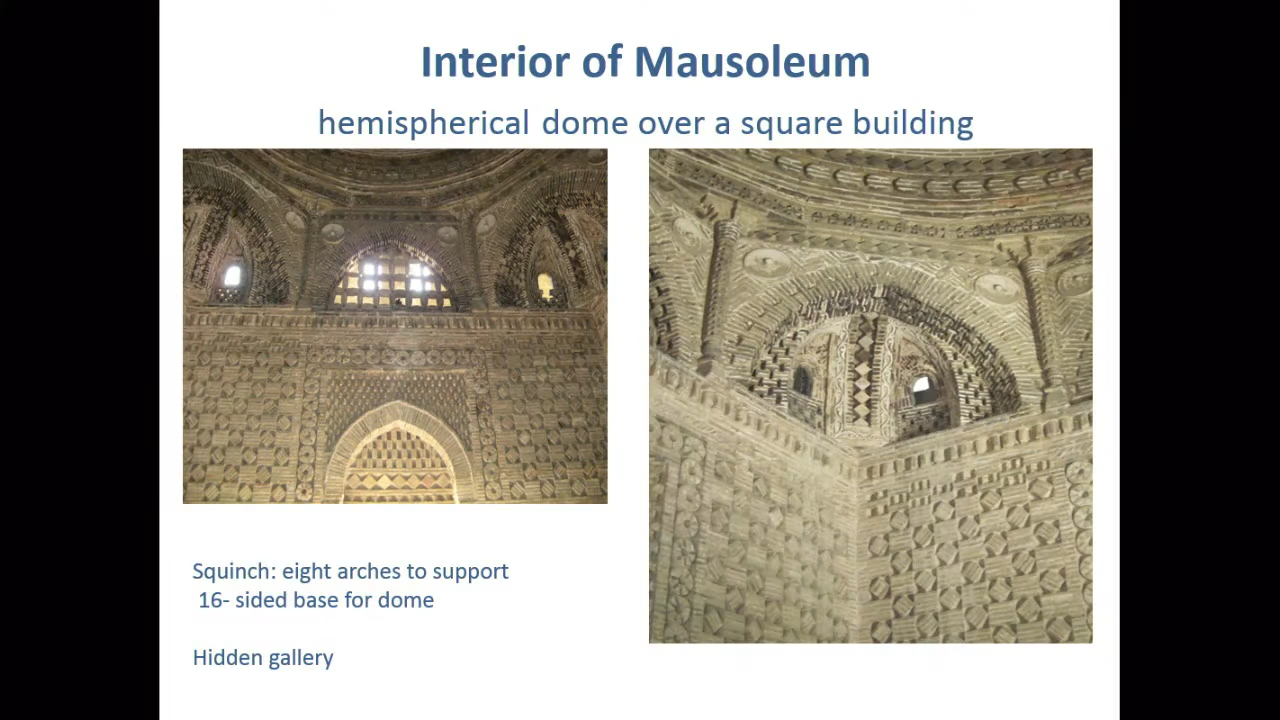 Interior of Mausoleum
hemispherical dome over a square building
Squinch: eight arches to support
16- sided base for dome
Hidden gallery